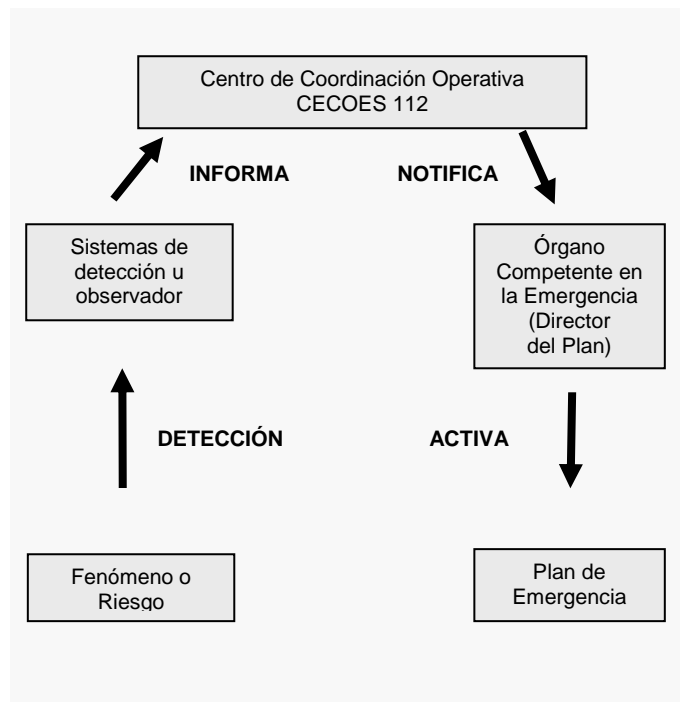 Centro de Coordinación Operativa
CECOES 112
INFORMA
NOTIFICA
Sistemas de
detección u
observador
Órgano
Competente en
la Emergencia
(Director
del Plan)
DETECCIÓN
ACTIVA
Fenómeno o
Riesgo
Plan de
Emergencia